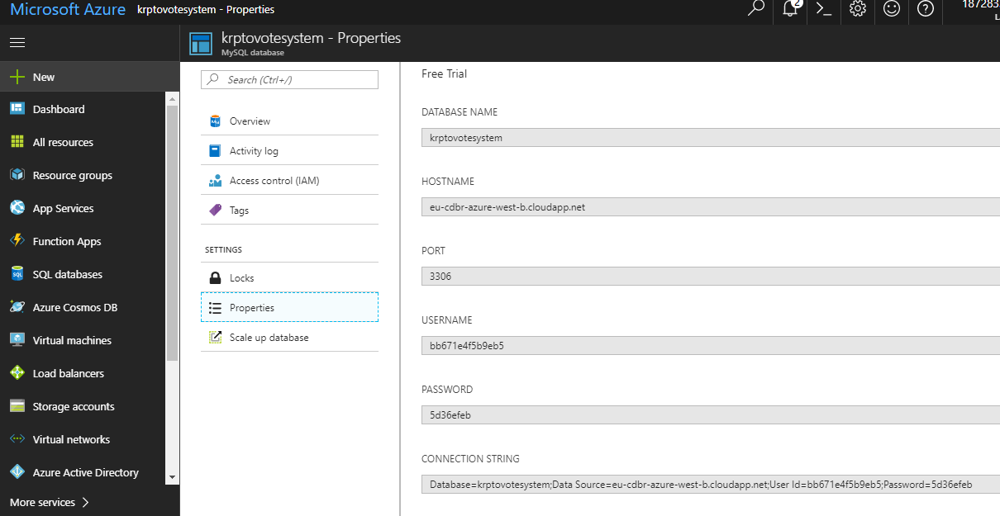 Microsoft Azure krptovotesystem - Properties
2
187283
krptovotesystem - Properties
MySQL database
New
Dashboard
All resources
Resource groups
App Services
Function Apps
SQL databases
Azure Cosmos DB
Virtual machines
Load balancers
Storage accounts
Virtual networks
Azure Active Directory
More services
Search (Ctrl+/)
Overview
Activity log
Access control (IAM)
Tags
SETTINGS
Locks
Properties
Scale up database
Free Trial
DATABASE NAME
krptovotesystem
HOSTNAME
eu-cdbr-azure-west-b.cloudapp.net
PORT
3306
USERNAME
bb671e4f5b9eb5
PASSWORD
5d36efeb
CONNECTION STRING
Database=krptovotesystem;Data Source=eu-cdbr-azure-west-b.cloudapp.net;User Id=bb671e4f5b9eb5;Password=5d36efeb